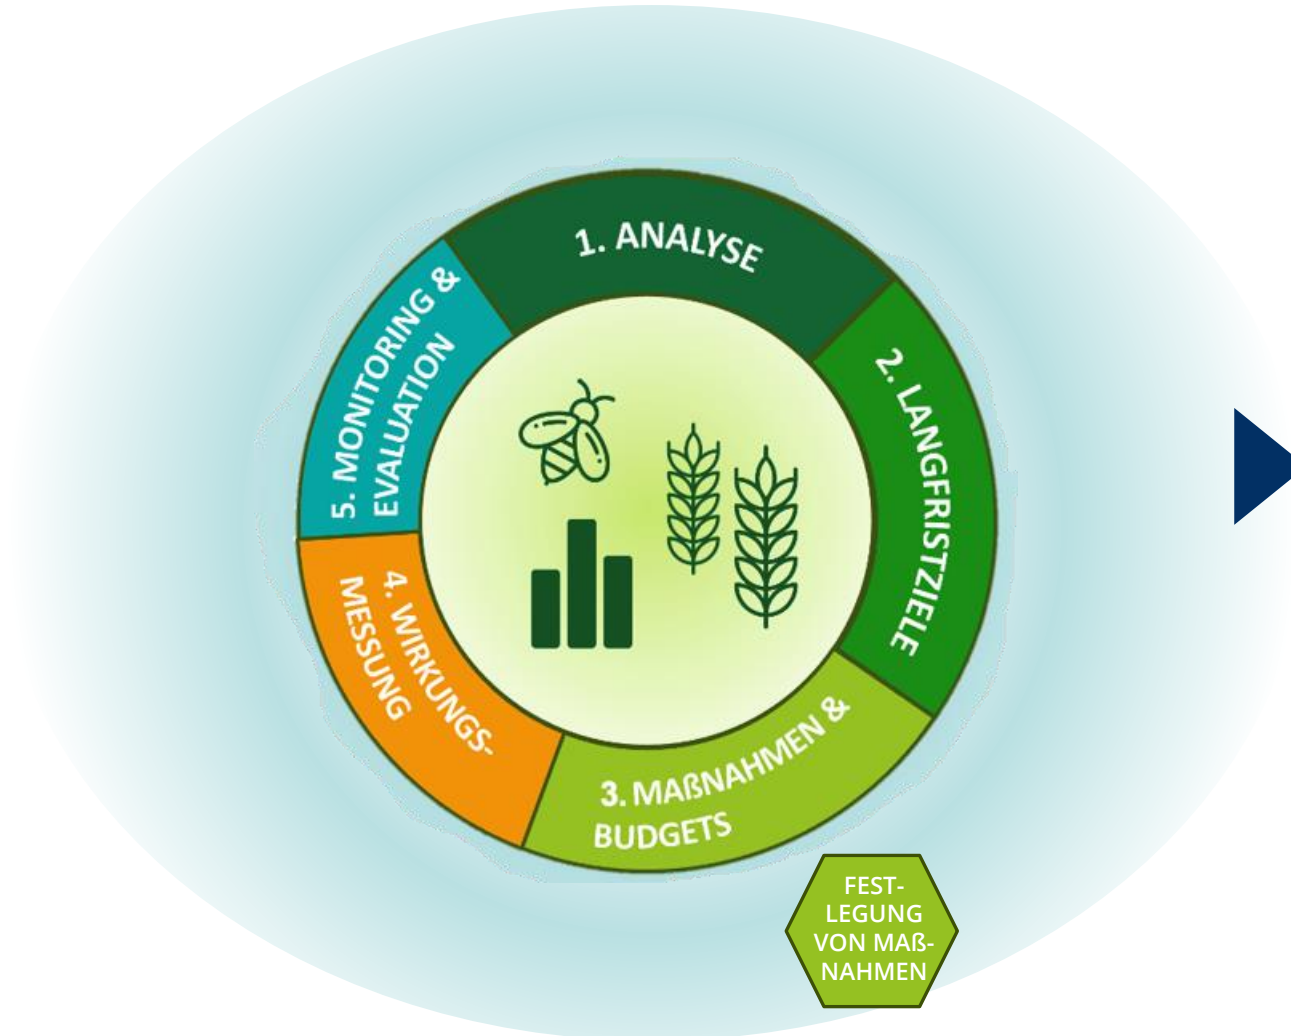 1. ANALYSE
2. LANGFRISTZIELE
3. MAßNAHMEN &
BUDGETS
4. WIRKUNGS-
MESSUNG
5. MONITORING &
EVALUATION
FEST-
LEGUNG
VON MAß-
NAHMEN